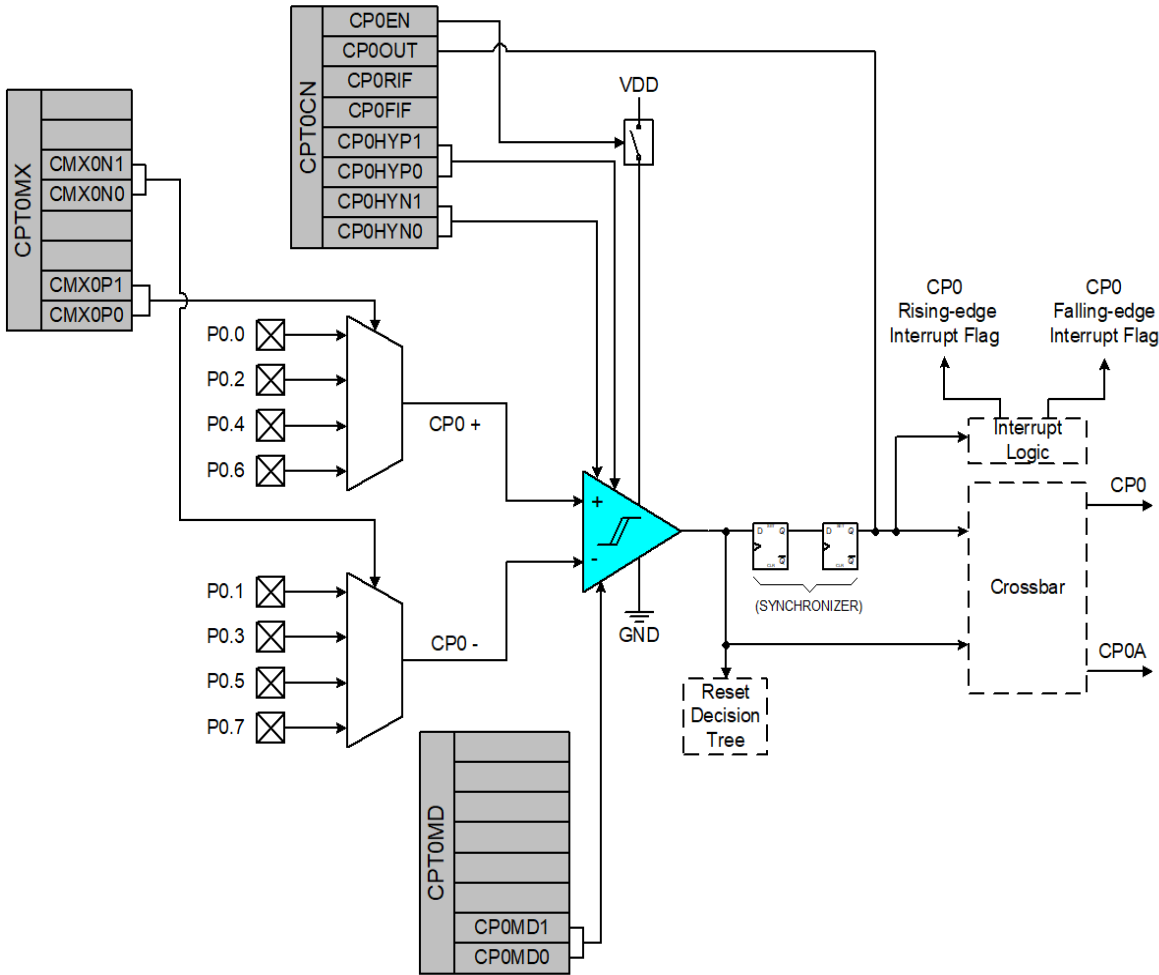 CPT0CN
CP0EN
CP0OUT
CP0RIF
CP0FIF
CP0HYP1
CP0HYP0
CP0HYN1
CP0HYN0
VDD
CPT0MX
CMX0N1
CMX0N0
CMX0P1
CMX0P0
P0.0
P0.2
P0.4
P0.6
CP0 +
P0.1
P0.3
P0.5
P0.7
CP0 -
+
-
GND
D
Q
Q
CLR
D
Q
Q
CLR
(SYNCHRONIZER)
CP0
Rising-edge
Interrupt Flag
CP0
Falling-edge
Interrupt Flag
Interrupt
Logic
Crossbar
CP0
CP0A
Reset
Decision
Tree
CPT0MD
CP0MD1
CP0MD0